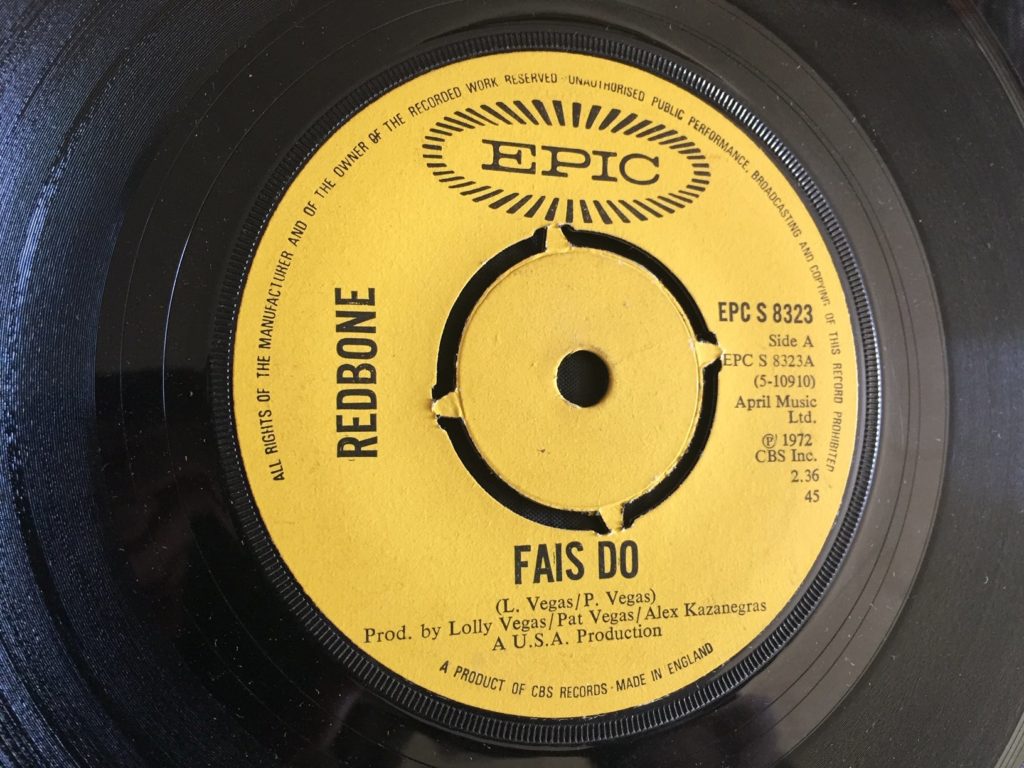 ALL RIGHTS OF THE MANUFACTURER AND OF THE OWNER OF THE RECORDED WORK RESERVED · UNAUTHORISED PUBLIC PERFORMANCE, BROADCASTING AND COPYING OF THIS RECORD PROHIBITED
EPIC
REDBONE
EPC S 8323
Side A
EPC S 8323A
(5-10910)
April Music
Ltd.
℗ 1972
CBS Inc.
2.36
45
FAIS DO
(L. Vegas/P. Vegas)
Prod. by Lolly Vegas/Pat Vegas/Alex Kazanegras
A U.S.A. Production
A PRODUCT OF CBS RECORDS · MADE IN ENGLAND